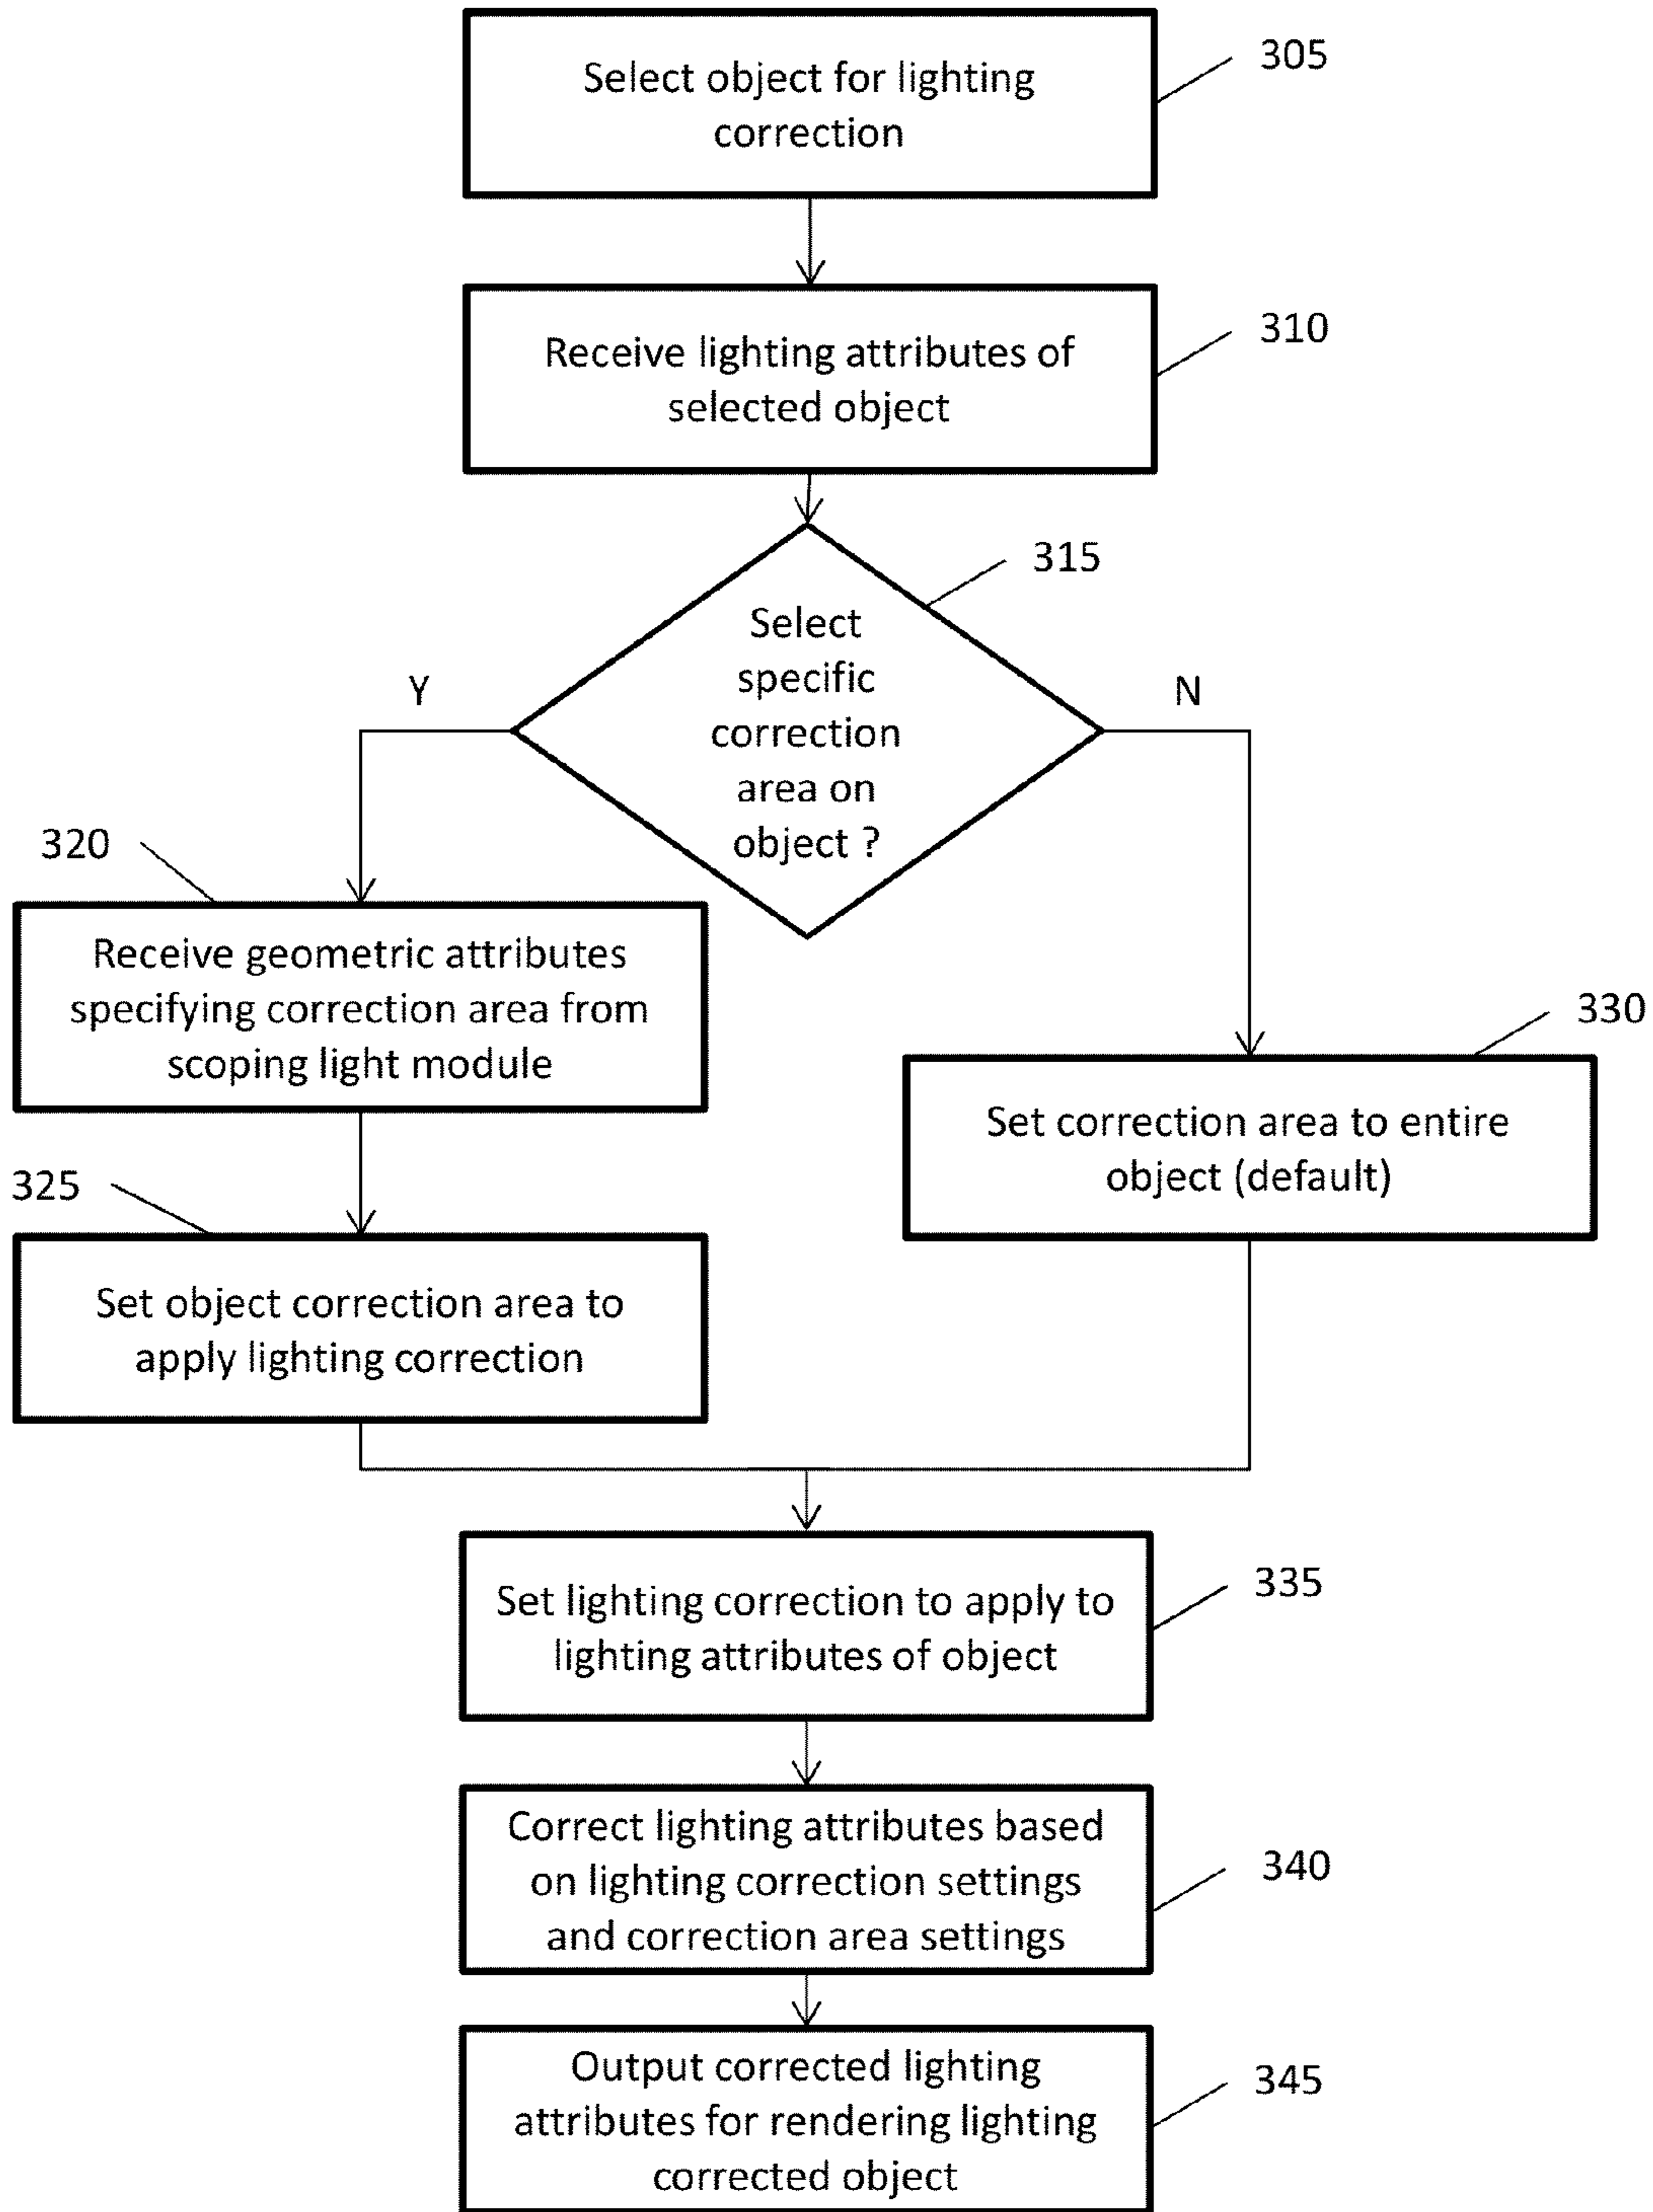 Select object for lighting
correction
305
Receive lighting attributes of
selected object
310
315
Select
specific
correction
area on
object ?
Y
N
320
Receive geometric attributes
specifying correction area from
scoping light module
330
Set correction area to entire
object (default)
325
Set object correction area to
apply lighting correction
Set lighting correction to apply to
lighting attributes of object
335
Correct lighting attributes based
on lighting correction settings
and correction area settings
340
Output corrected lighting
attributes for rendering lighting
corrected object
345